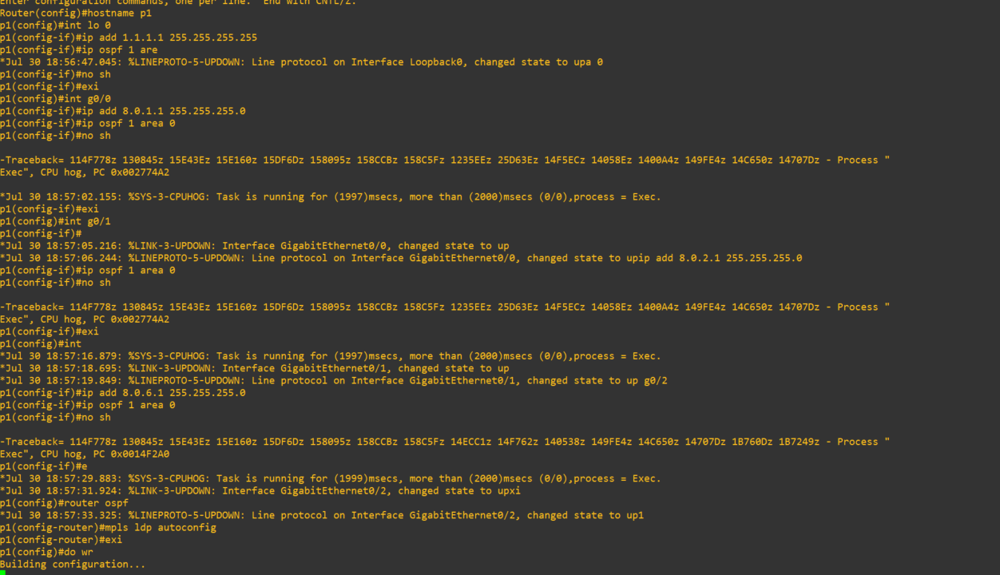 Enter configuration commands, one per line.  End with CNTL/Z.
Router(config)#hostname p1
p1(config)#int lo 0
p1(config-if)#ip add 1.1.1.1 255.255.255.255
p1(config-if)#ip ospf 1 are
*Jul 30 18:56:47.045: %LINEPROTO-5-UPDOWN: Line protocol on Interface Loopback0, changed state to upa 0
p1(config-if)#no sh
p1(config-if)#exi
p1(config)#int g0/0
p1(config-if)#ip add 8.0.1.1 255.255.255.0
p1(config-if)#ip ospf 1 area 0
p1(config-if)#no sh
-Traceback= 114F778z 130845z 15E43Ez 15E160z 15DF6Dz 158095z 158CCBz 158C5Fz 1235EEz 25D63Ez 14F5ECz 14058Ez 1400A4z 149FE4z 14C650z 14707Dz - Process "
Exec", CPU hog, PC 0x002774A2
*Jul 30 18:57:02.155: %SYS-3-CPUHOG: Task is running for (1997)msecs, more than (2000)msecs (0/0),process = Exec.
p1(config-if)#exi
p1(config)#int g0/1
p1(config-if)#
*Jul 30 18:57:05.216: %LINK-3-UPDOWN: Interface GigabitEthernet0/0, changed state to up
*Jul 30 18:57:06.244: %LINEPROTO-5-UPDOWN: Line protocol on Interface GigabitEthernet0/0, changed state to upip add 8.0.2.1 255.255.255.0
p1(config-if)#ip ospf 1 area 0
p1(config-if)#no sh
-Traceback= 114F778z 130845z 15E43Ez 15E160z 15DF6Dz 158095z 158CCBz 158C5Fz 1235EEz 25D63Ez 14F5ECz 14058Ez 1400A4z 149FE4z 14C650z 14707Dz - Process "
Exec", CPU hog, PC 0x002774A2
p1(config-if)#exi
p1(config)#int
*Jul 30 18:57:16.879: %SYS-3-CPUHOG: Task is running for (1997)msecs, more than (2000)msecs (0/0),process = Exec.
*Jul 30 18:57:18.695: %LINK-3-UPDOWN: Interface GigabitEthernet0/1, changed state to up
*Jul 30 18:57:19.849: %LINEPROTO-5-UPDOWN: Line protocol on Interface GigabitEthernet0/1, changed state to up g0/2
p1(config-if)#ip add 8.0.6.1 255.255.255.0
p1(config-if)#ip ospf 1 area 0
p1(config-if)#no sh
-Traceback= 114F778z 130845z 15E43Ez 15E160z 15DF6Dz 158095z 158CCBz 158C5Fz 14ECC1z 14F762z 140538z 149FE4z 14C650z 14707Dz 1B760Dz 1B7249z - Process "
Exec", CPU hog, PC 0x0014F2A0
p1(config-if)#e
*Jul 30 18:57:29.883: %SYS-3-CPUHOG: Task is running for (1999)msecs, more than (2000)msecs (0/0),process = Exec.
*Jul 30 18:57:31.924: %LINK-3-UPDOWN: Interface GigabitEthernet0/2, changed state to upxi
p1(config)#router ospf
*Jul 30 18:57:33.325: %LINEPROTO-5-UPDOWN: Line protocol on Interface GigabitEthernet0/2, changed state to up1
p1(config-router)#mpls ldp autoconfig
p1(config-router)#exi
p1(config)#do wr
Building configuration...